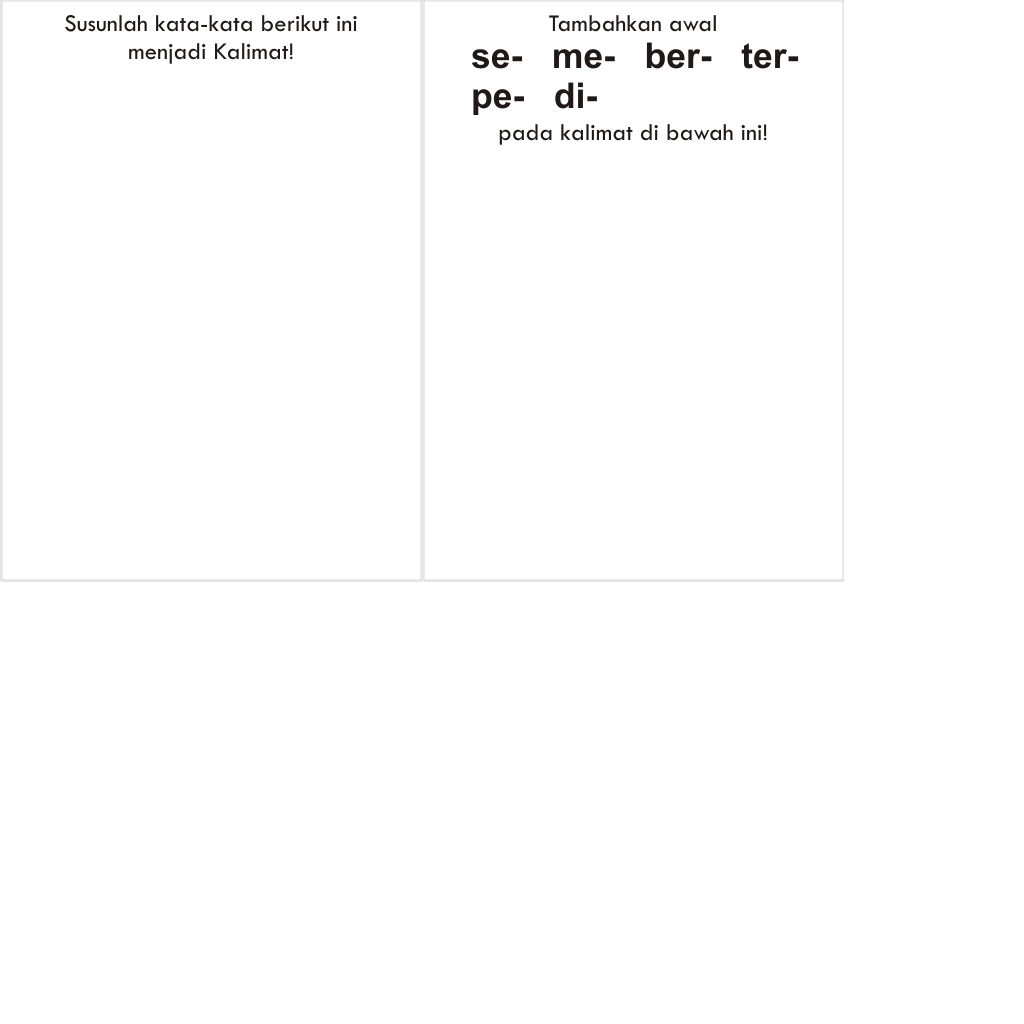 Susunlah kata-kata berikut ini
menjadi Kalimat!
Tambahkan awal
se- me- ber- ter-
pe- di-
pada kalimat di bawah ini!